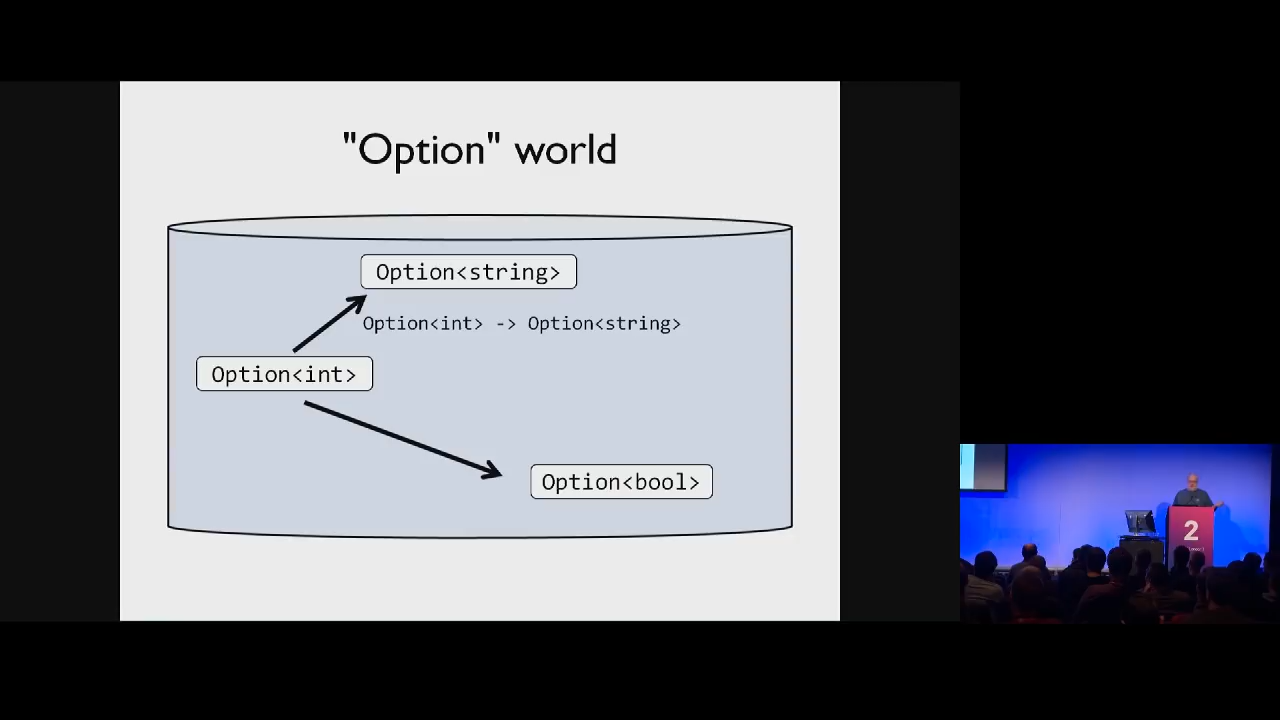 "Option" world
Option<string>
Option<int> -> Option<string>
Option<int>
Option<bool>
2